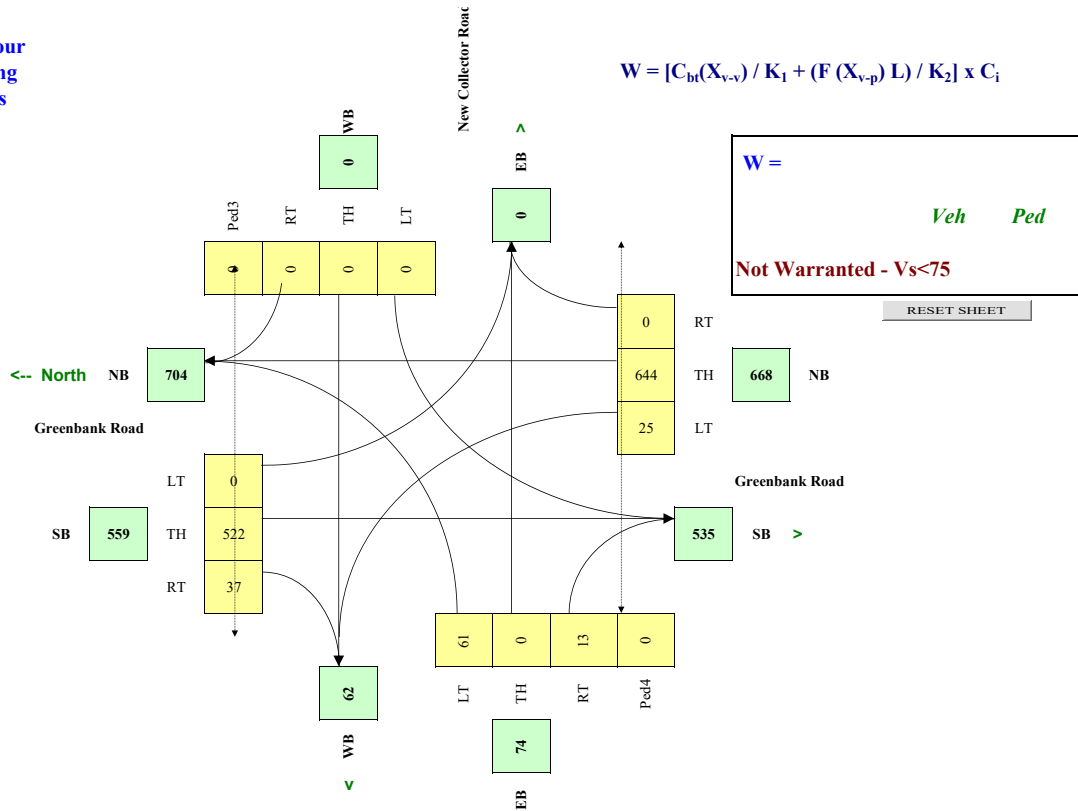 New Collector Road
W = [Cbt(Xv-v) / K1 + (F (Xv-p) L) / K2] x Ci
WB
0
EB
^
0
W =
Veh Ped
Not Warranted - Vs<75
RESET SHEET
Ped3 RT TH LT
0 0 0 0
0 RT
644 TH
25 LT
668 NB
<-- North NB 704
Greenbank Road
LT 0
TH 522
RT 37
SB 559
Greenbank Road
535 SB >
61 0 13 0
LT TH RT Ped4
62
WB
v
74
EB